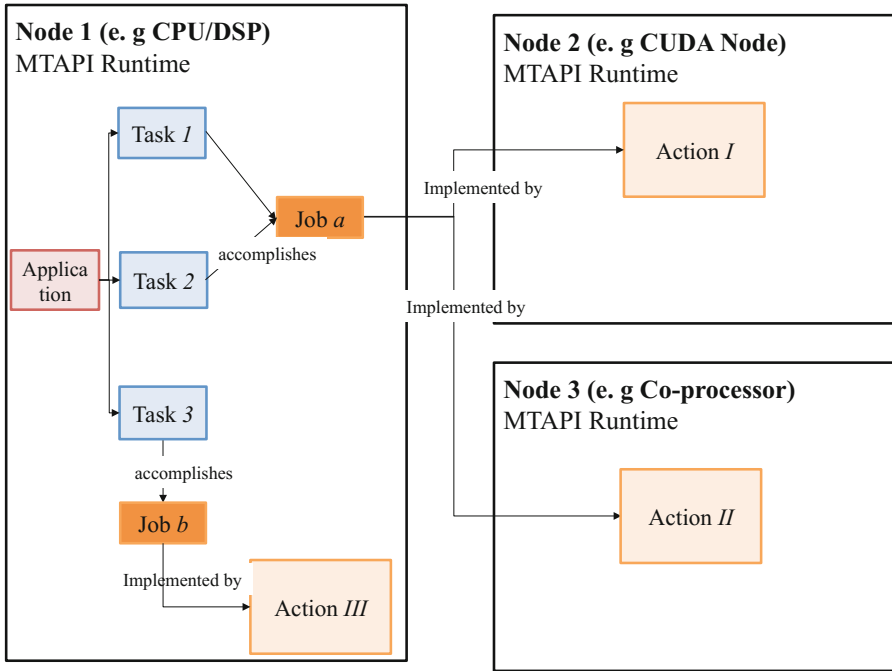 Node 1 (e. g CPU/DSP)
MTAPI Runtime
Task 1
Job a
accomplishes
Applica
tion
Task 2
Task 3
accomplishes
Job b
Implemented by
Action III
Implemented by
Implemented by
Node 2 (e. g CUDA Node)
MTAPI Runtime
Action I
Node 3 (e. g Co-processor)
MTAPI Runtime
Action II